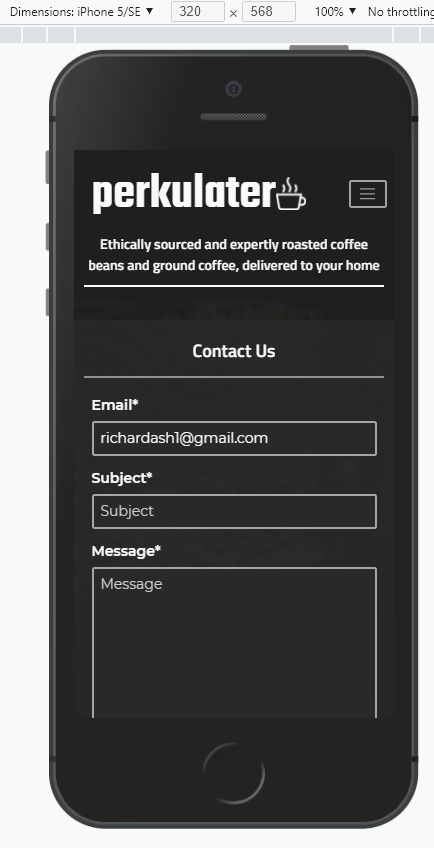 Dimensions: iPhone 5/SE ▼ 320 × 568 100% ▼ No throttling
perkulater
Ethically sourced and expertly roasted coffee
beans and ground coffee, delivered to your home
Contact Us
Email*
richardash1@gmail.com
Subject*
Subject
Message*
Message